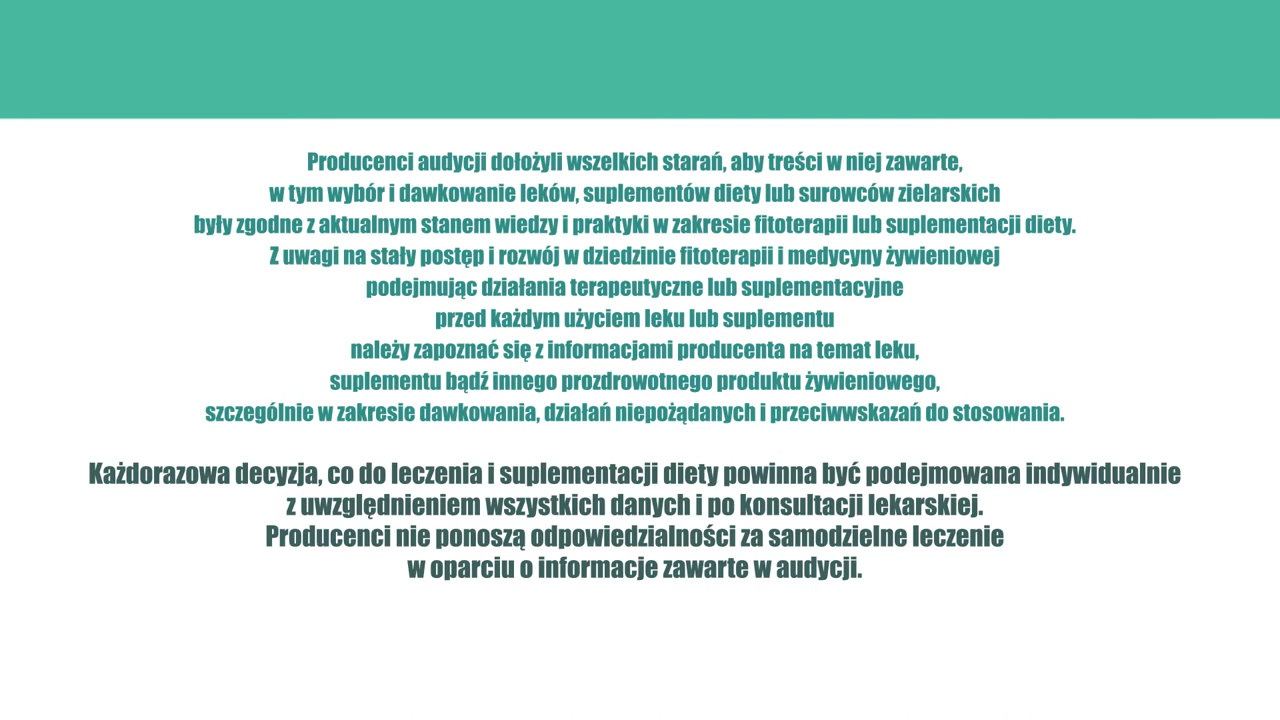 Producenci audycji dołożyli wszelkich starań, aby treści w niej zawarte,
w tym wybór i dawkowanie leków, suplementów diety lub surowców zielarskich
były zgodne z aktualnym stanem wiedzy i praktyki w zakresie fitoterapii lub suplementacji diety.
Z uwagi na stały postęp i rozwój w dziedzinie fitoterapii i medycyny żywieniowej
podejmując działania terapeutyczne lub suplementacyjne
przed każdym użyciem leku lub suplementu
należy zapoznać się z informacjami producenta na temat leku,
suplementu bądź innego prozdrowotnego produktu żywieniowego,
szczególnie w zakresie dawkowania, działań niepożądanych i przeciwwskazań do stosowania.
Każdorazowa decyzja, co do leczenia i suplementacji diety powinna być podejmowana indywidualnie
z uwzględnieniem wszystkich danych i po konsultacji lekarskiej.
Producenci nie ponoszą odpowiedzialności za samodzielne leczenie
w oparciu o informacje zawarte w audycji.